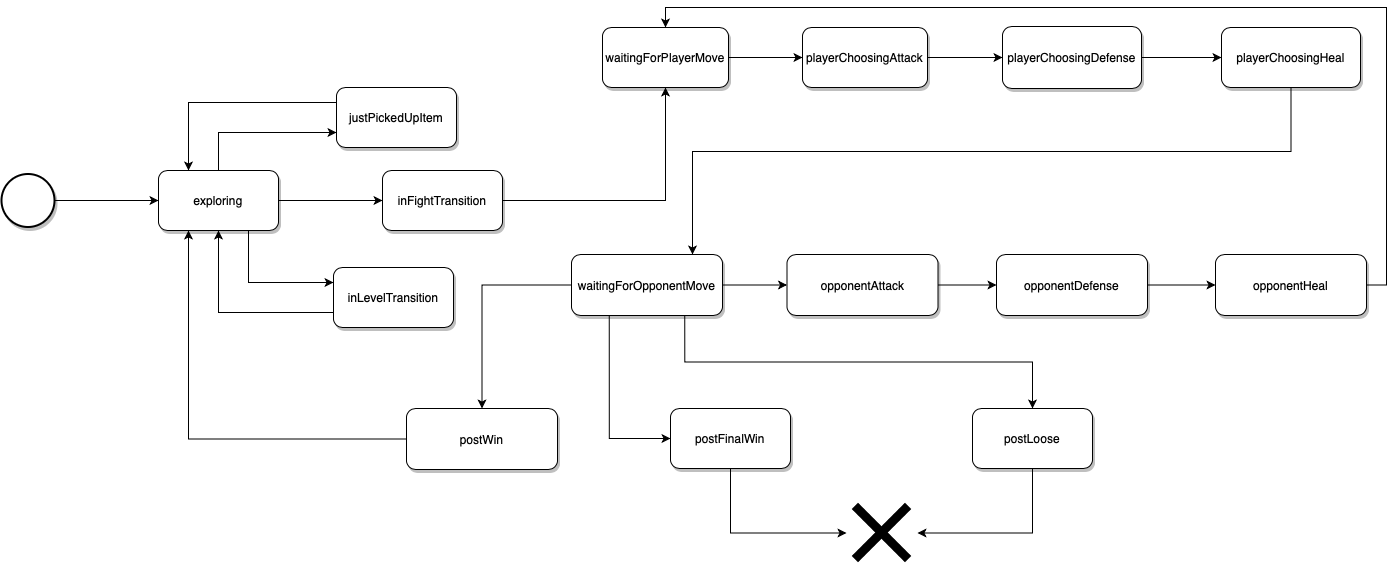 waitingForPlayerMove
playerChoosingAttack
playerChoosingDefense
playerChoosingHeal
justPickedUpItem
exploring
inFightTransition
inLevelTransition
waitingForOpponentMove
opponentAttack
opponentDefense
opponentHeal
postWin
postFinalWin
postLoose